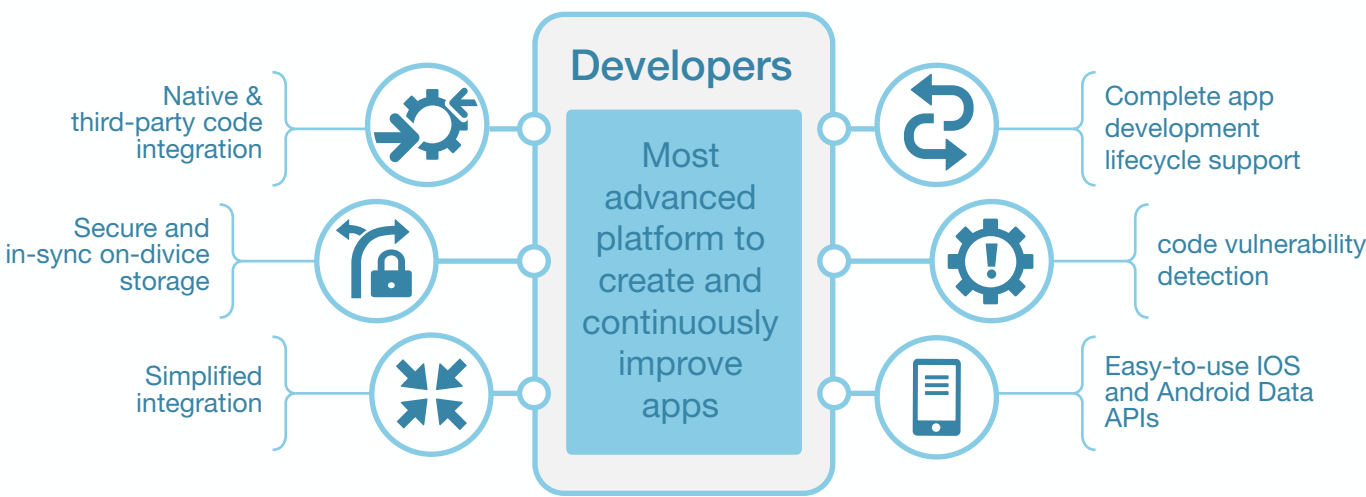 Developers
Most
advanced
platform to
create and
continuously
improve
apps
Native &
third-party code
integration
Secure and
in-sync on-divice
storage
Simplified
integration
Complete app
development
lifecycle support
code vulnerability
detection
Easy-to-use IOS
and Android Data
APIs